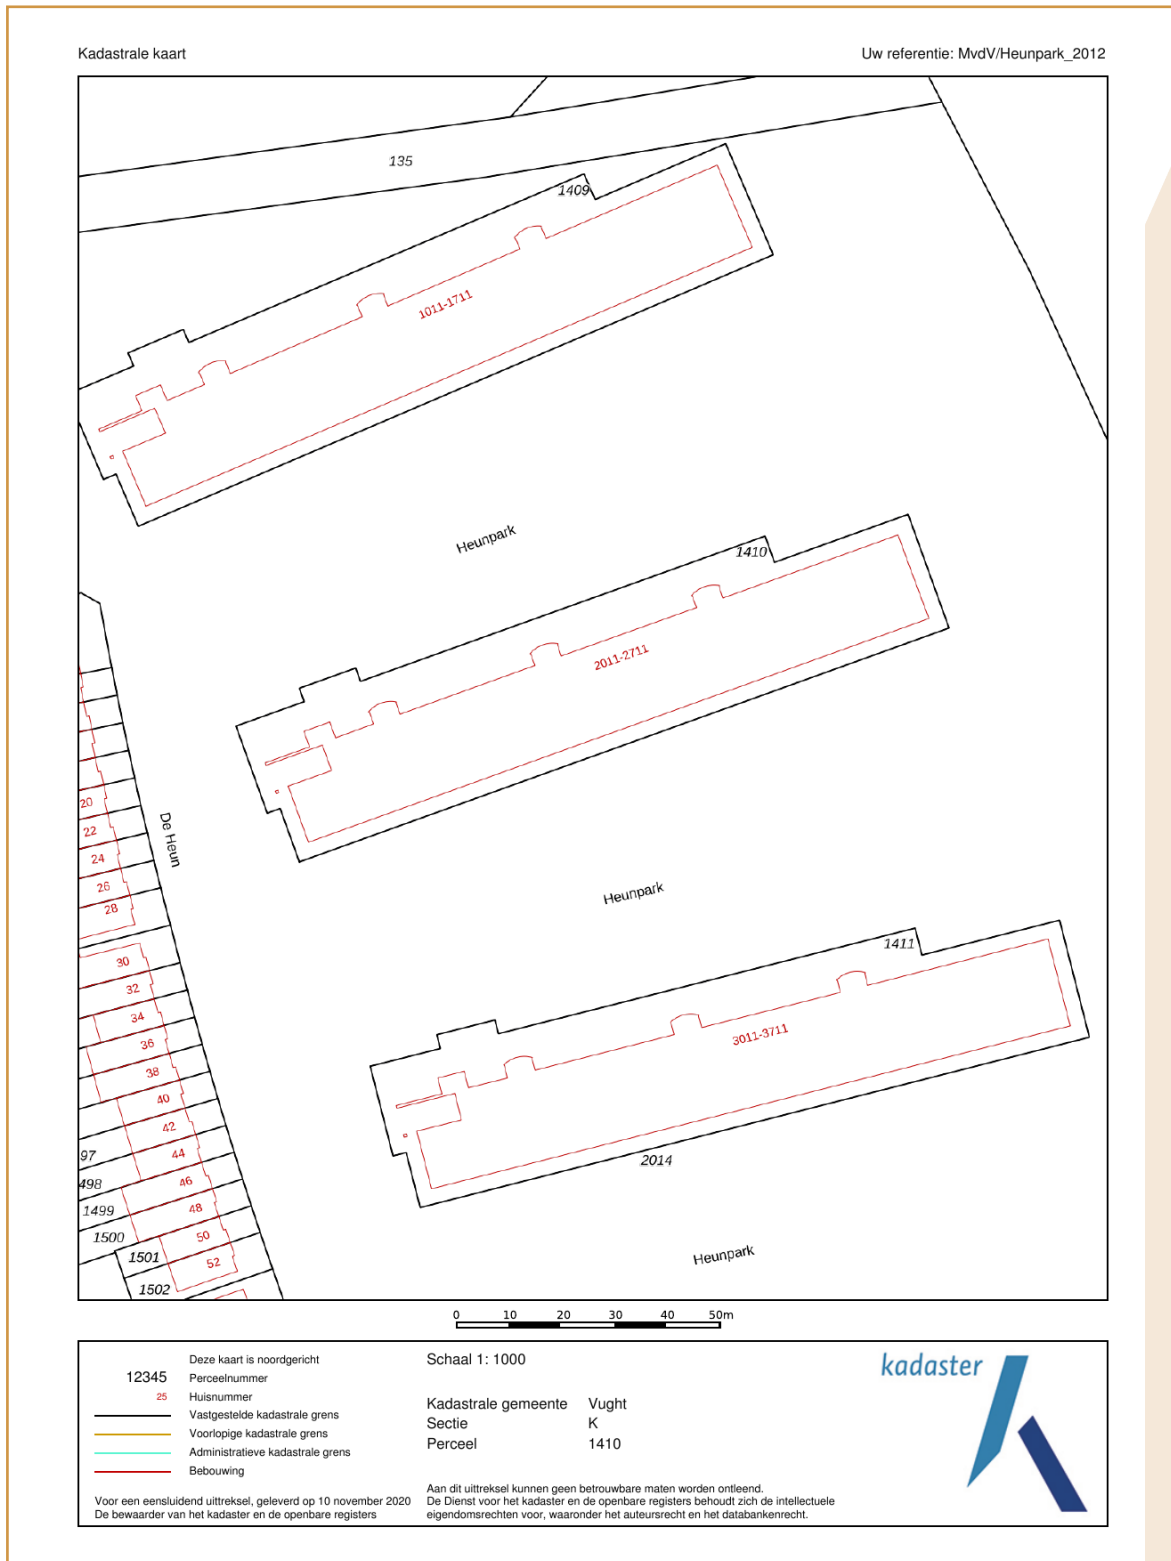 Kadastrale kaart
Uw referentie: MvdV/Heunpark_2012
135
1409
1011-1711
Heunpark
1410
2011-2711
20
22
24
26
28
De Heun
Heunpark
1411
3011-3711
30
32
34
36
38
40
42
44
46
48
50
52
97
498
1499
1500
1501
1502
2014
Heunpark
0 10 20 30 40 50m
Deze kaart is noordgericht
12345 Perceelnummer
25 Huisnummer
Vastgestelde kadastrale grens
Voorlopige kadastrale grens
Administratieve kadastrale grens
Bebouwing
Voor een eensluidend uittreksel, geleverd op 10 november 2020
De bewaarder van het kadaster en de openbare registers
Schaal 1: 1000
Kadastrale gemeente Vught
Sectie K
Perceel 1410
Aan dit uittreksel kunnen geen betrouwbare maten worden ontleend.
De Dienst voor het kadaster en de openbare registers behoudt zich de intellectuele
eigendomsrechten voor, waaronder het auteursrecht en het databankenrecht.
kadaster